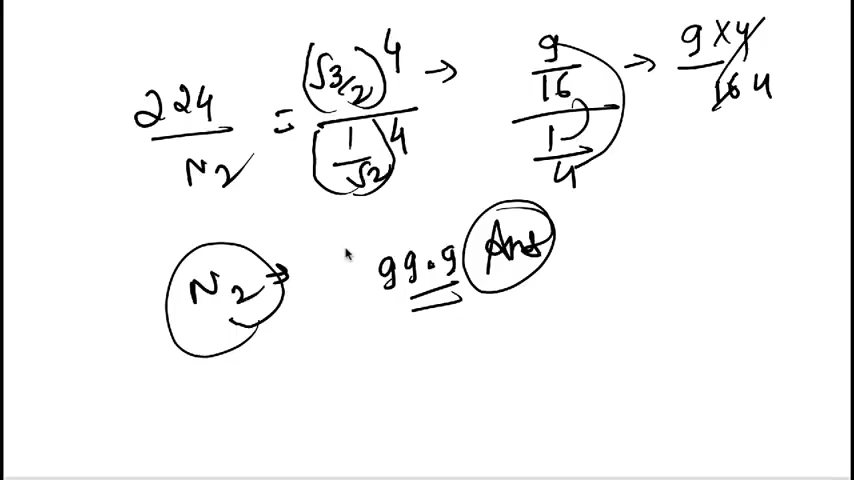 224/N2 = (√3/2)^4 / (1/√2)^4 → 9/16 / 1/4 → 9×4/16 4
N2 → 99.9 Ans